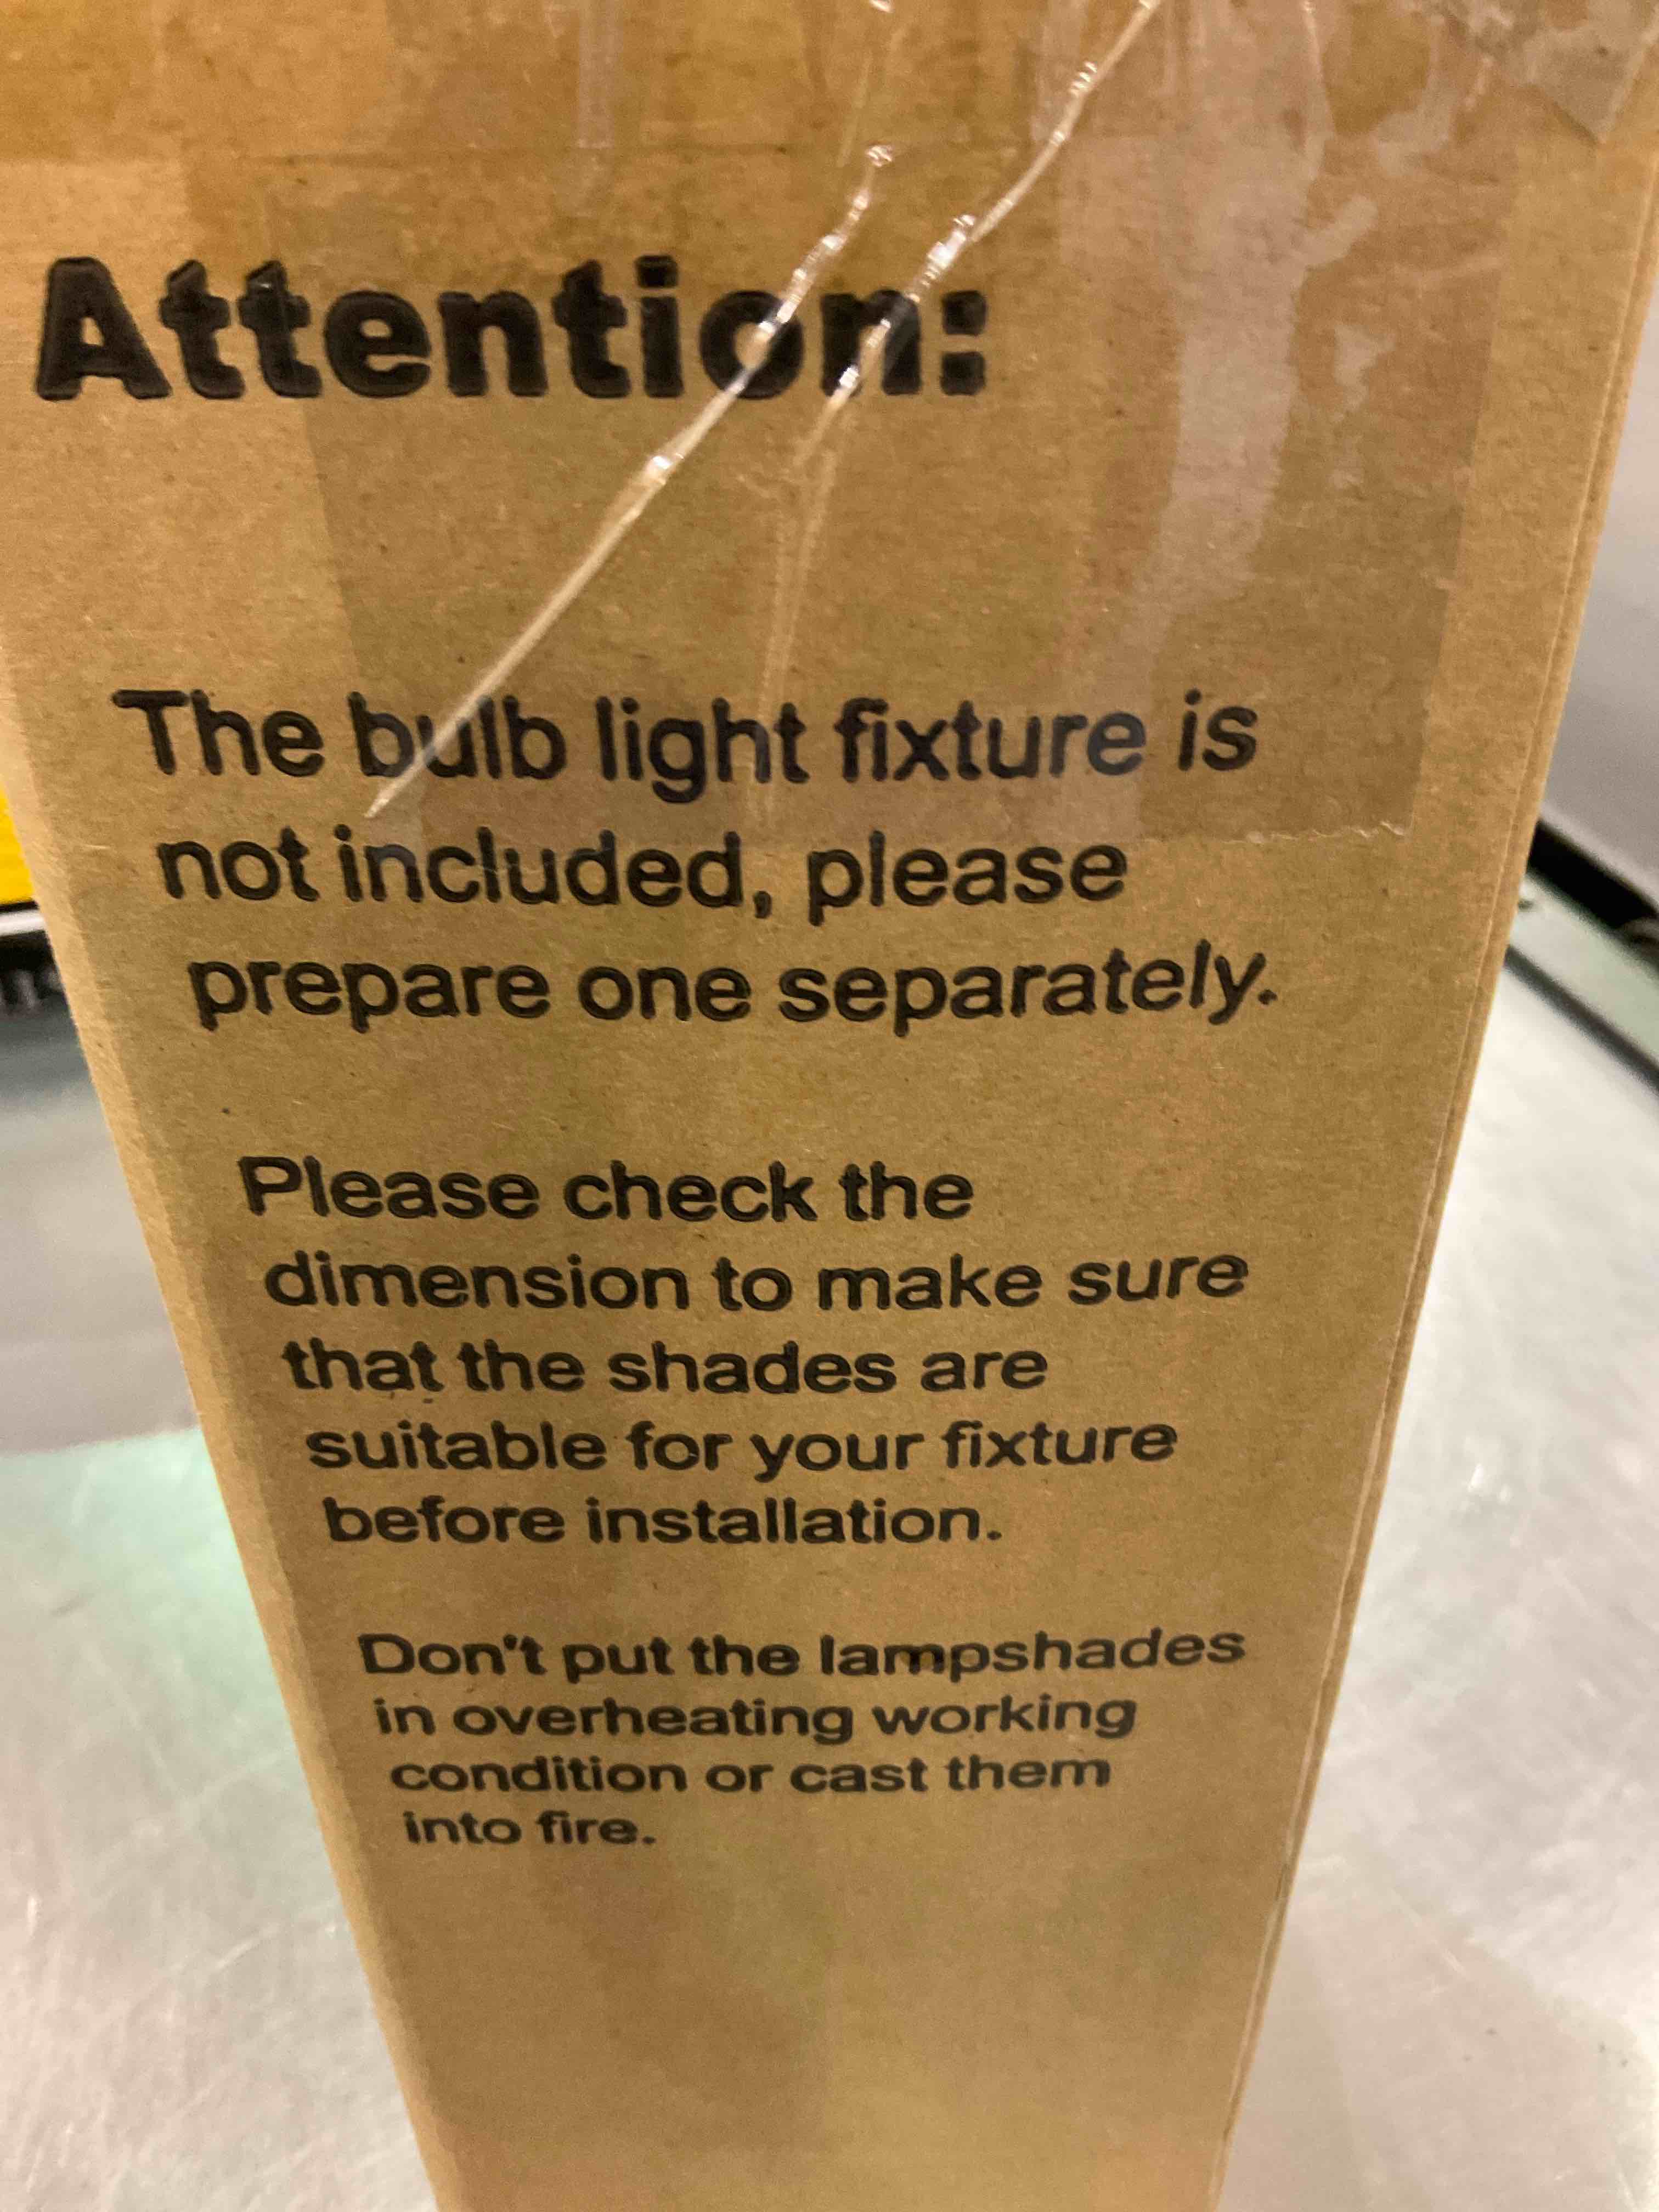 Attention:
The bulb light fixture is
not included, please
prepare one separately.
Please check the
dimension to make sure
that the shades are
suitable for your fixture
before installation.
Don't put the lampshades
in overheating working
condition or cast them
into fire.